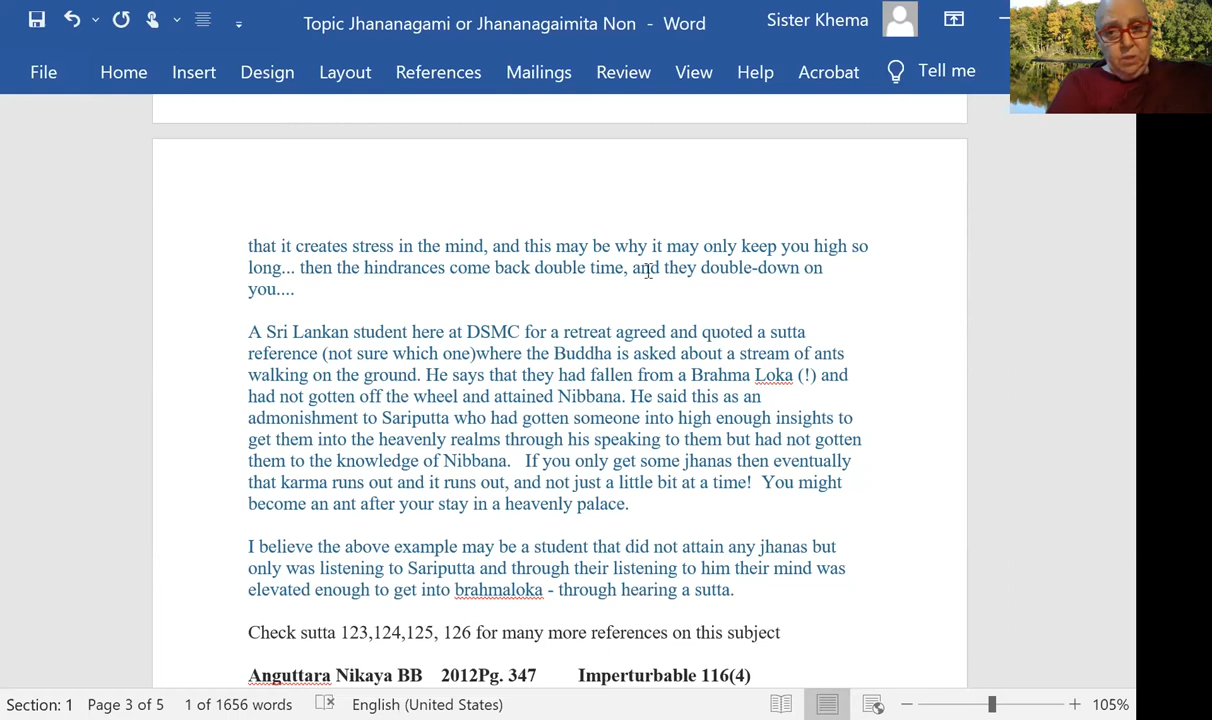 Topic Jhananagami or Jhananagaimita Non - Word
Sister Khema
File Home Insert Design Layout References Mailings Review View Help Acrobat Tell me
that it creates stress in the mind, and this may be why it may only keep you high so
long... then the hindrances come back double time, and they double-down on
you....
A Sri Lankan student here at DSMC for a retreat agreed and quoted a sutta
reference (not sure which one)where the Buddha is asked about a stream of ants
walking on the ground. He says that they had fallen from a Brahma Loka (!) and
had not gotten off the wheel and attained Nibbana. He said this as an
admonishment to Sariputta who had gotten someone into high enough insights to
get them into the heavenly realms through his speaking to them but had not gotten
them to the knowledge of Nibbana. If you only get some jhanas then eventually
that karma runs out and it runs out, and not just a little bit at a time! You might
become an ant after your stay in a heavenly palace.
I believe the above example may be a student that did not attain any jhanas but
only was listening to Sariputta and through their listening to him their mind was
elevated enough to get into brahmaloka - through hearing a sutta.
Check sutta 123,124,125, 126 for many more references on this subject
Anguttara Nikaya BB 2012Pg. 347 Imperturbable 116(4)
Section: 1 Page 3 of 5 1 of 1656 words English (United States) 105%